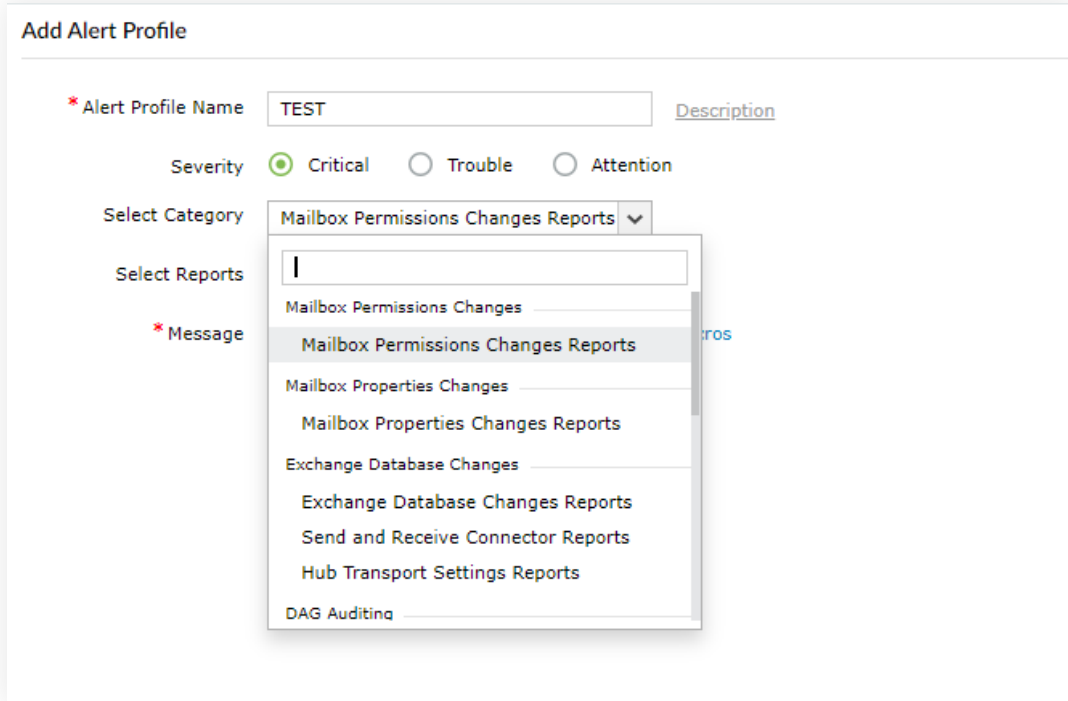 Add Alert Profile
* Alert Profile Name TEST Description
Severity Critical Trouble Attention
Select Category Mailbox Permissions Changes Reports
Select Reports
Mailbox Permissions Changes
* Message
Mailbox Permissions Changes Reports
Mailbox Properties Changes
Mailbox Properties Changes Reports
Exchange Database Changes
Exchange Database Changes Reports
Send and Receive Connector Reports
Hub Transport Settings Reports
DAG Auditing